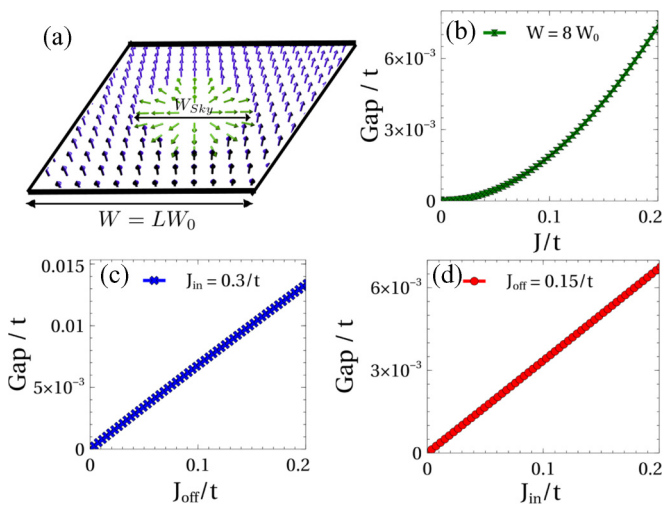 (a)
W_Sky
W = LW₀
(b)
W = 8 W₀
Gap / t
6×10⁻³
3×10⁻³
0
0
0.1
0.2
J/t
(c)
J_in = 0.3/t
Gap / t
0.015
0.01
5×10⁻³
0
0
0.1
0.2
J_off/t
(d)
J_off = 0.15/t
Gap / t
6×10⁻³
3×10⁻³
0
0
0.1
0.2
J_in/t